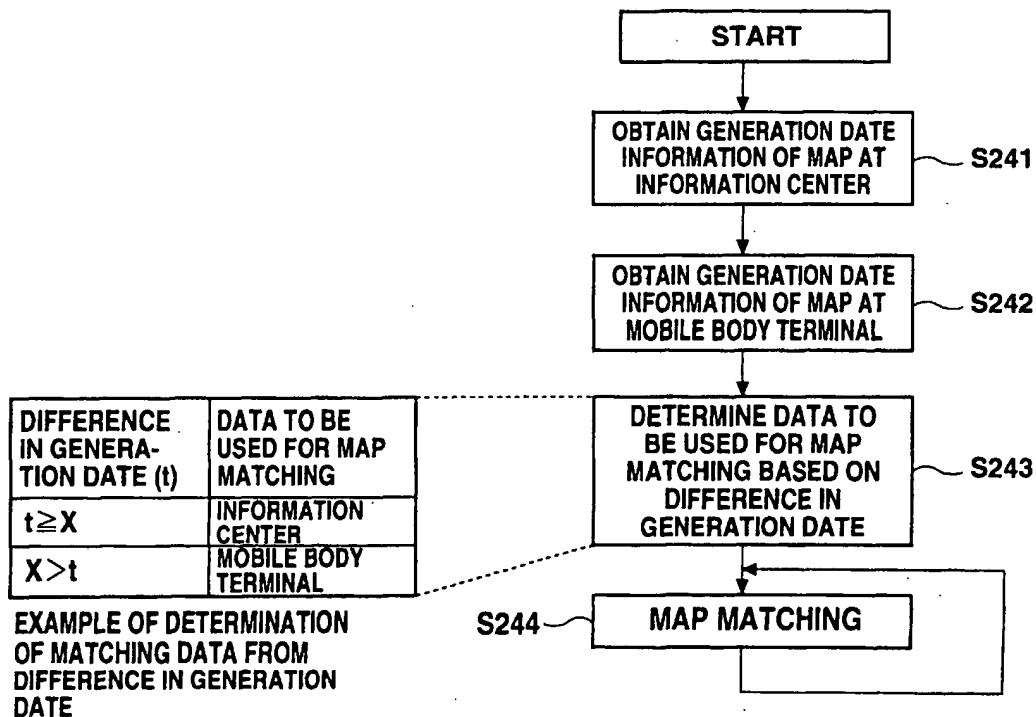 START
OBTAIN GENERATION DATE
INFORMATION OF MAP AT
INFORMATION CENTER
S241
OBTAIN GENERATION DATE
INFORMATION OF MAP AT
MOBILE BODY TERMINAL
S242
DETERMINE DATA TO
BE USED FOR MAP
MATCHING BASED ON
DIFFERENCE IN
GENERATION DATE
S243
DIFFERENCE
IN GENERA-
TION DATE (t)
DATA TO BE
USED FOR MAP
MATCHING
t≧X
INFORMATION
CENTER
X>t
MOBILE BODY
TERMINAL
EXAMPLE OF DETERMINATION
OF MATCHING DATA FROM
DIFFERENCE IN GENERATION
DATE
S244
MAP MATCHING